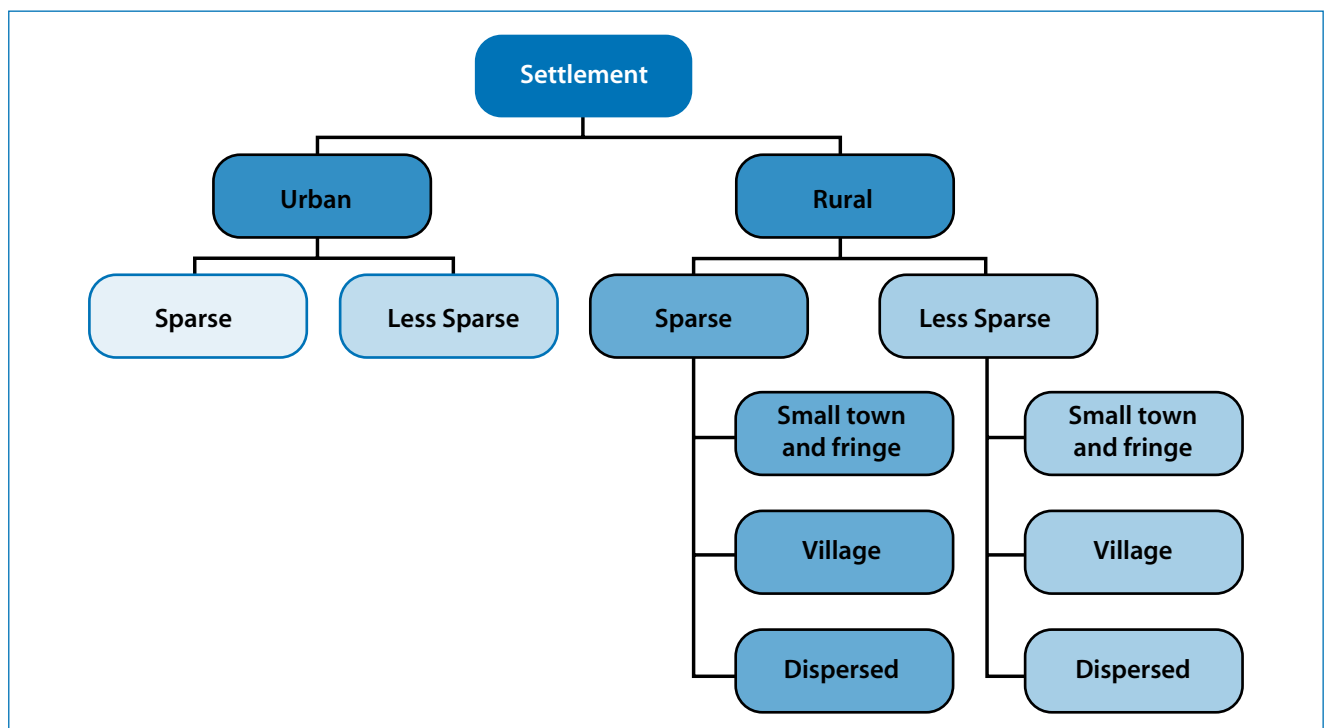 Settlement
Urban
Rural
Sparse
Less Sparse
Sparse
Less Sparse
Small town
and fringe
Small town
and fringe
Village
Village
Dispersed
Dispersed